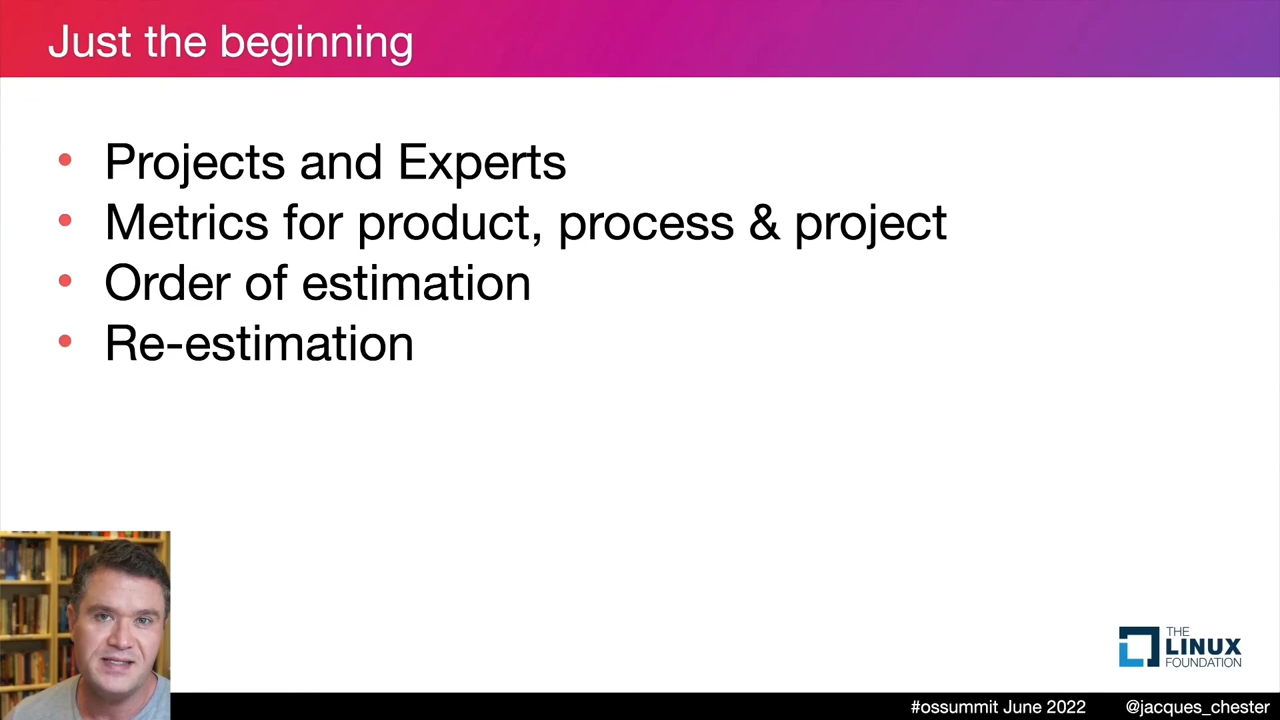 Just the beginning
• Projects and Experts
• Metrics for product, process & project
• Order of estimation
• Re-estimation
THE
LINUX
FOUNDATION
#ossummit June 2022 @jacques_chester